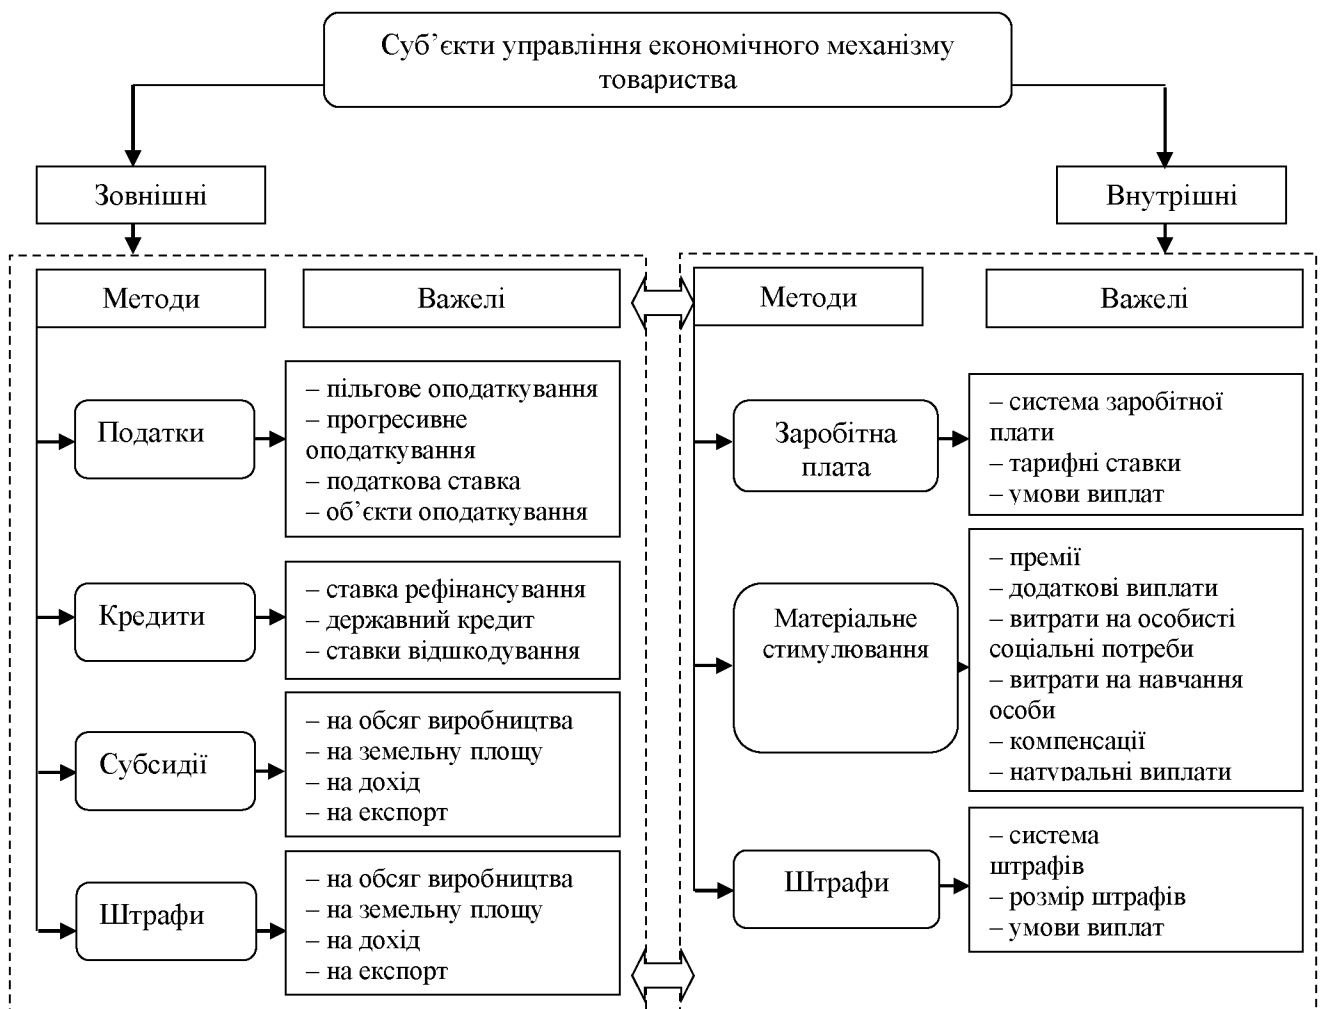 Суб’єкти управління економічного механізму
товариства
Зовнішні
Внутрішні
Методи
Важелі
Податки
– пільгове оподаткування
– прогресивне
оподаткування
– податкова ставка
– об’єкти оподаткування
Кредити
– ставка рефінансування
– державний кредит
– ставки відшкодування
Субсидії
– на обсяг виробництва
– на земельну площу
– на дохід
– на експорт
Штрафи
– на обсяг виробництва
– на земельну площу
– на дохід
– на експорт
Методи
Важелі
Заробітна
плата
– система заробітної
плати
– тарифні ставки
– умови виплат
Матеріальне
стимулювання
– премії
– додаткові виплати
– витрати на особисті
соціальні потреби
– витрати на навчання
особи
– компенсації
– натуральні виплати
Штрафи
– система
штрафів
– розмір штрафів
– умови виплат